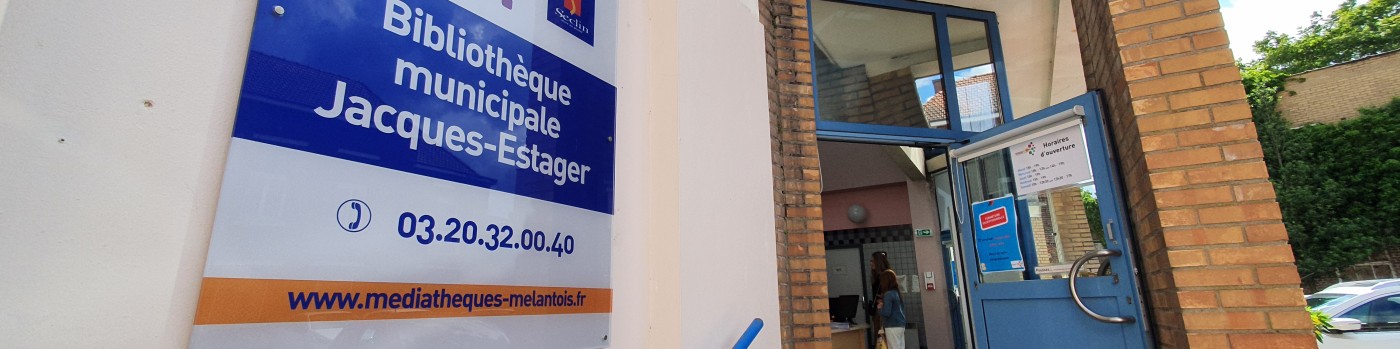 Seclin
Bibliothèque
municipale
Jacques-Estager
03.20.32.00.40
www.mediatheques-melantois.fr
Horaires
d'ouverture